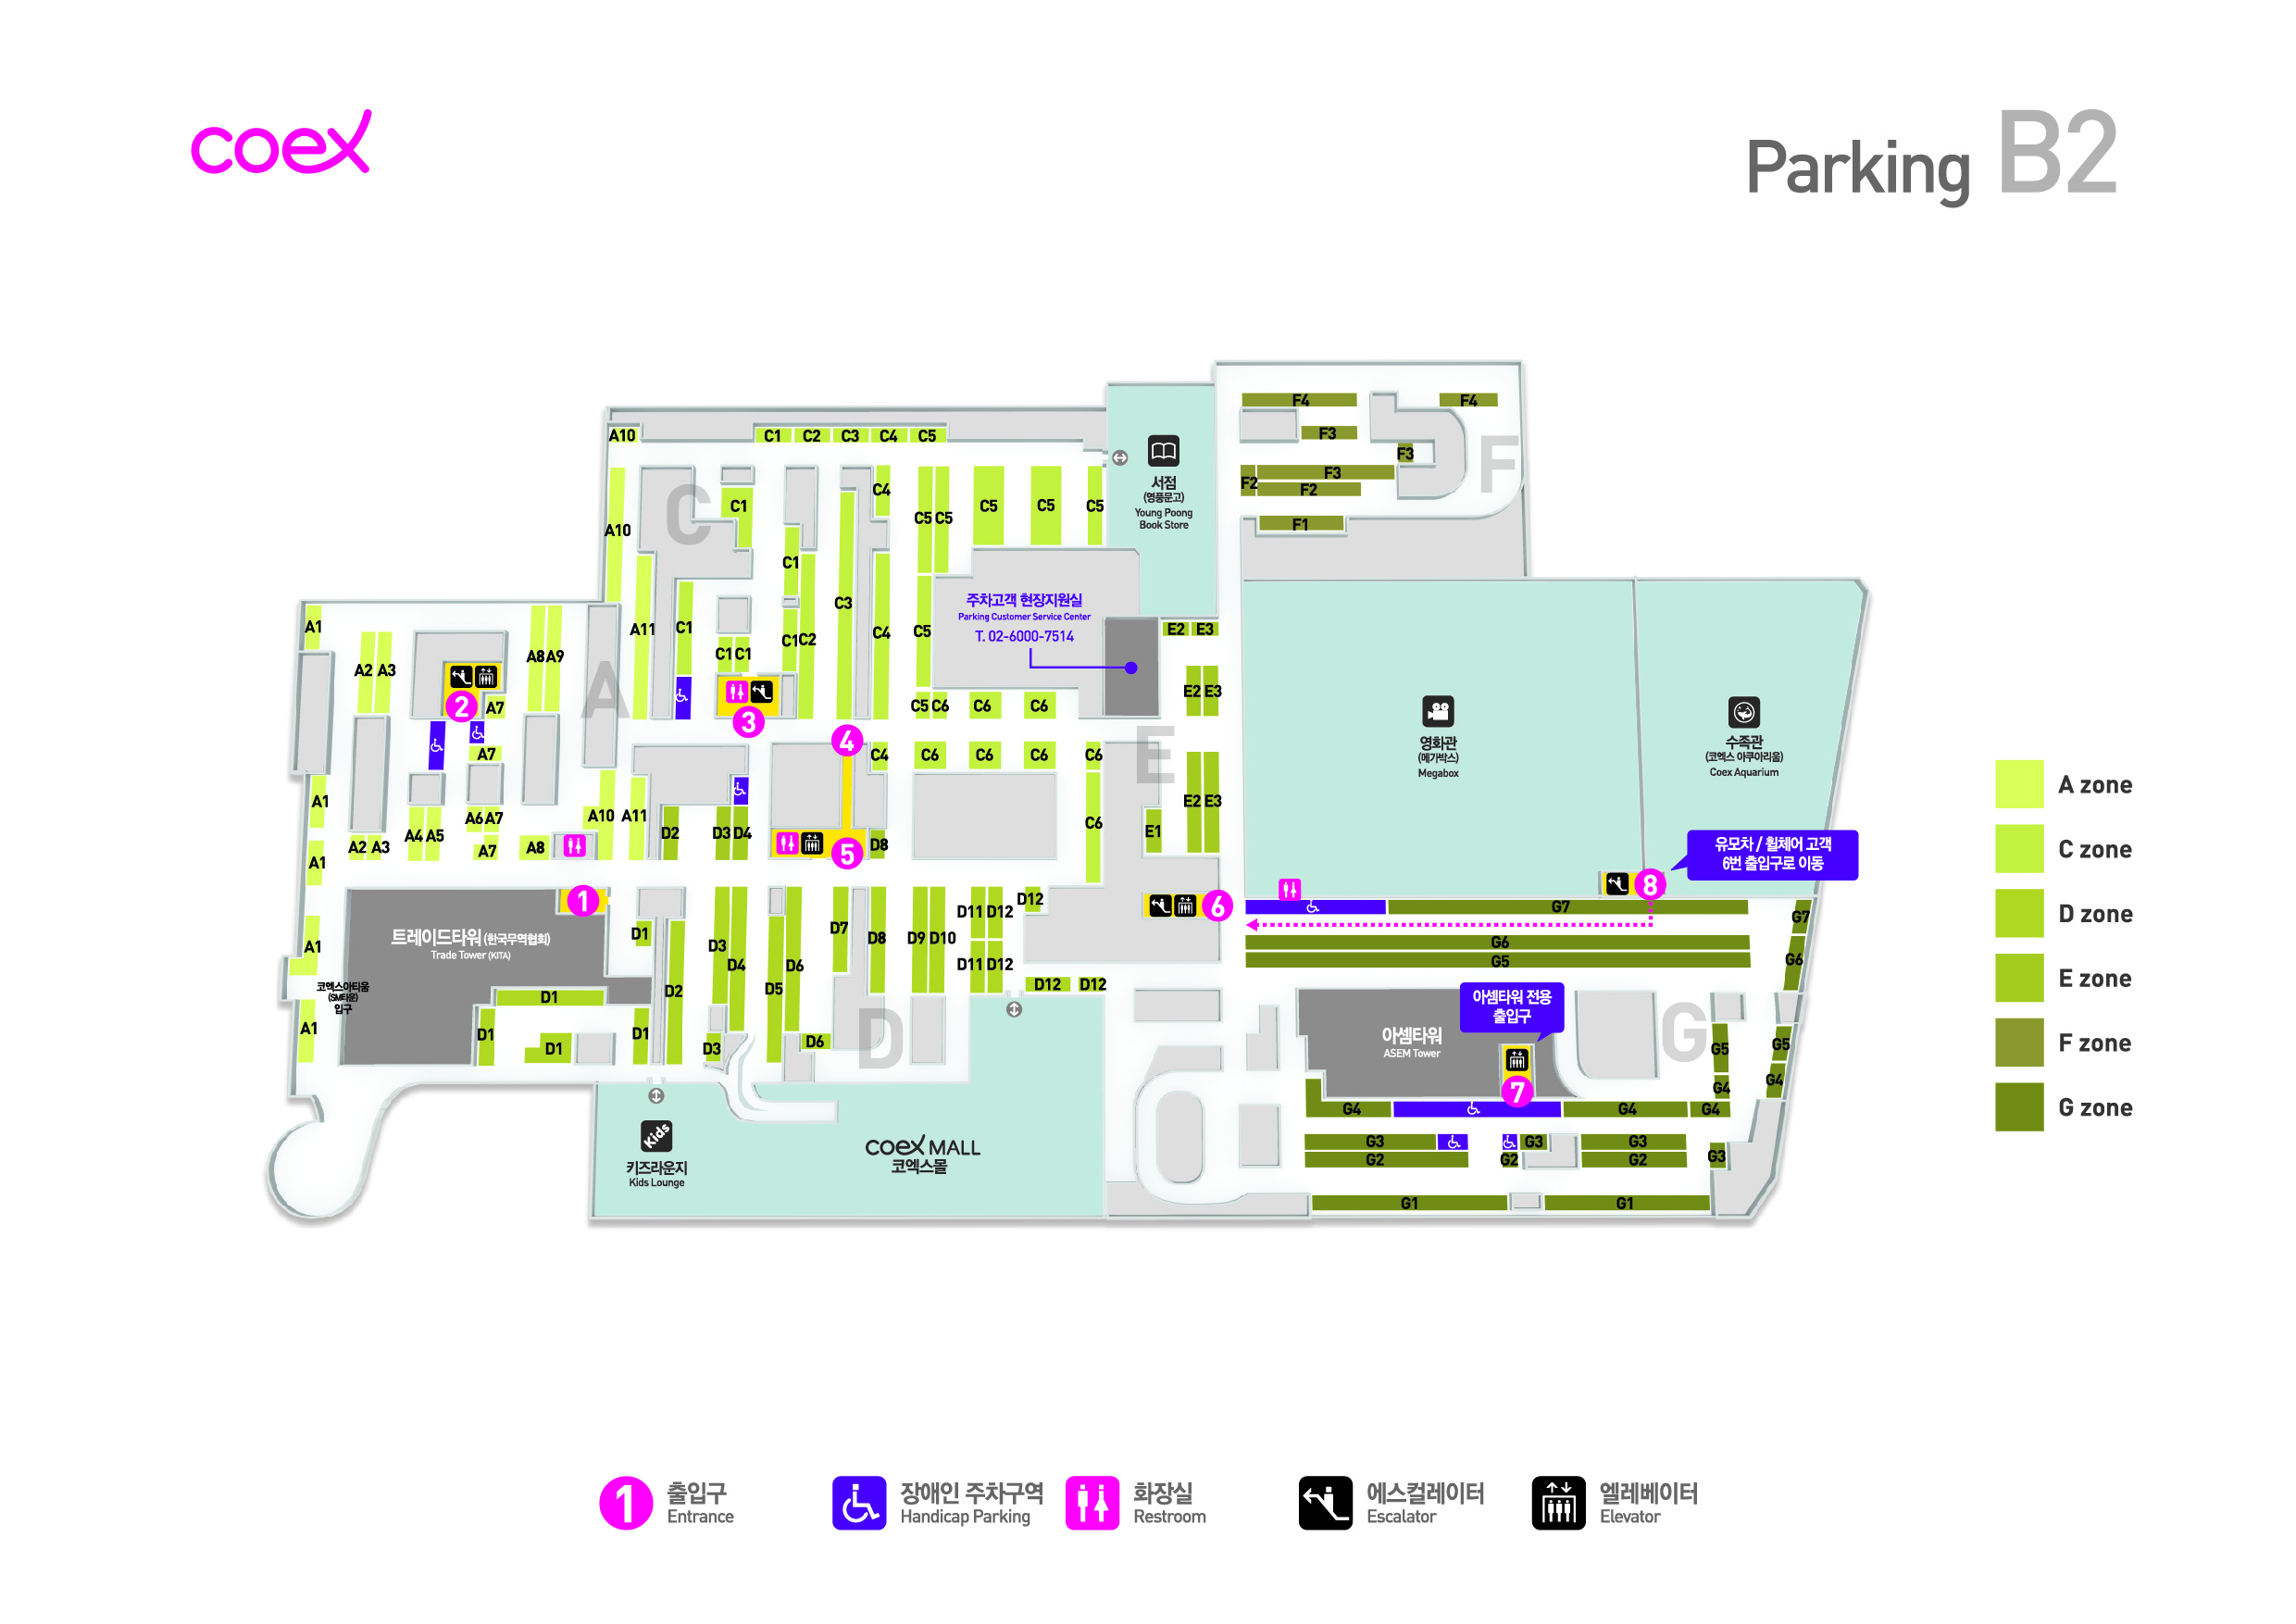 coex
Parking B2
F4 F4
A10 C1 C2 C3 C4 C5
F3
F3
서점
(영풍문고)
Young Poong
Book Store
C
F
C4
F3
F2
F2
C1 C5 C5 C5
C5 C5
F1
A10
C1
주차고객 현장지원실
Parking Customer Service Center
T. 02-6000-7514
C3
A1 A11 C1 C1 C2 C4 C5
E2 E3
C1 C1
A8 A9
A2 A3
A
E2 E3
2 A7
C5 C6 C6 C6
3
4
E
영화관
(메가박스)
Megabox
수족관
(코엑스 아쿠아리움)
Coex Aquarium
A7
C4 C6 C6 C6 C6
A zone
A1
E2 E3
A6 A7
A10 A11
C6
A4 A5
D2 D3 D4
E1
A2 A3 A7 A8
5 D8
C zone
유모차 / 휠체어 고객
6번 출입구로 이동
A1
8
1
6
D12
G7
G7
D11 D12
D zone
트레이드타워 (한국무역협회)
Trade Tower (KITA)
D1 D3 D4 D6 D7 D8 D9 D10
A1
G6
G5
G6
D11 D12
D12 D12
E zone
코엑스아티움
(SM타운)
입구
D1 D2 D5
아셈타워 전용
출입구
A1
D1 D1
D1 D3 D6
D
아셈타워
ASEM Tower
G
G5 G5
F zone
7
G4 G4
G4 G4 G4
G zone
Kids
키즈라운지
Kids Lounge
coex MALL
코엑스몰
G3 G3 G3
G2 G2 G2
G3
G1 G1
1 출입구
Entrance
장애인 주차구역
Handicap Parking
화장실
Restroom
에스컬레이터
Escalator
엘레베이터
Elevator